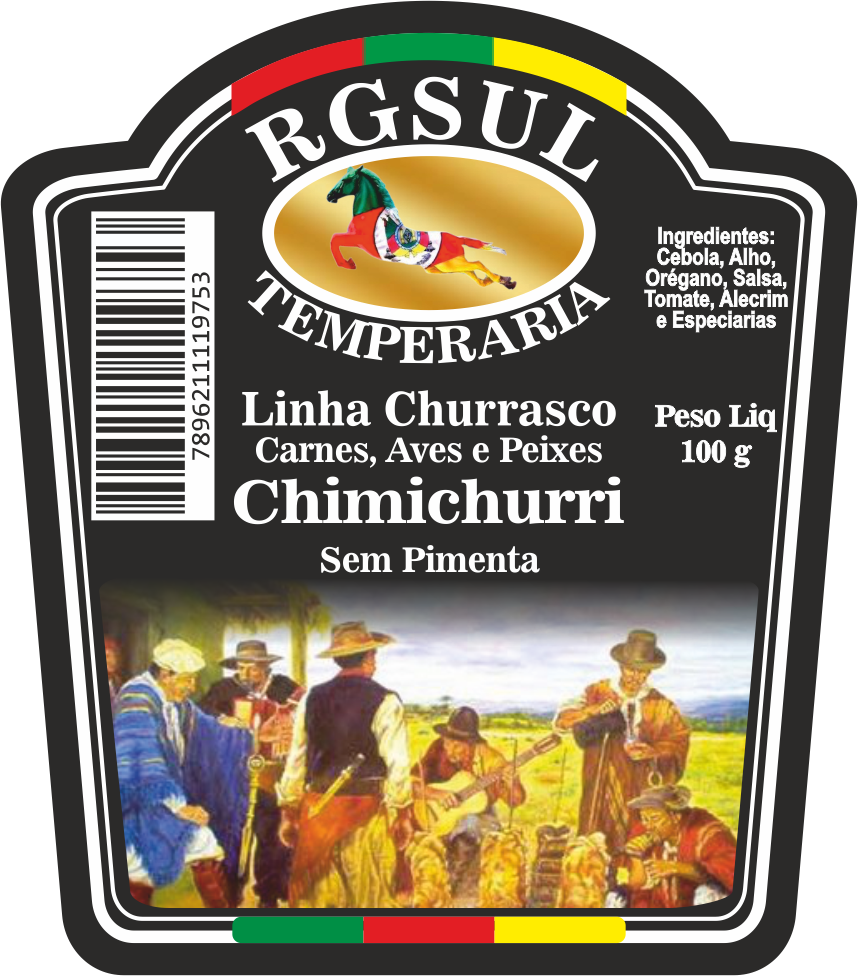 RGSUL
TEMPERARIA
7896211119753
Ingredientes:
Cebola, Alho,
Orégano, Salsa,
Tomate, Alecrim
e Especiarias
Linha Churrasco
Carnes, Aves e Peixes
Chimichurri
Sem Pimenta
Peso Liq
100 g